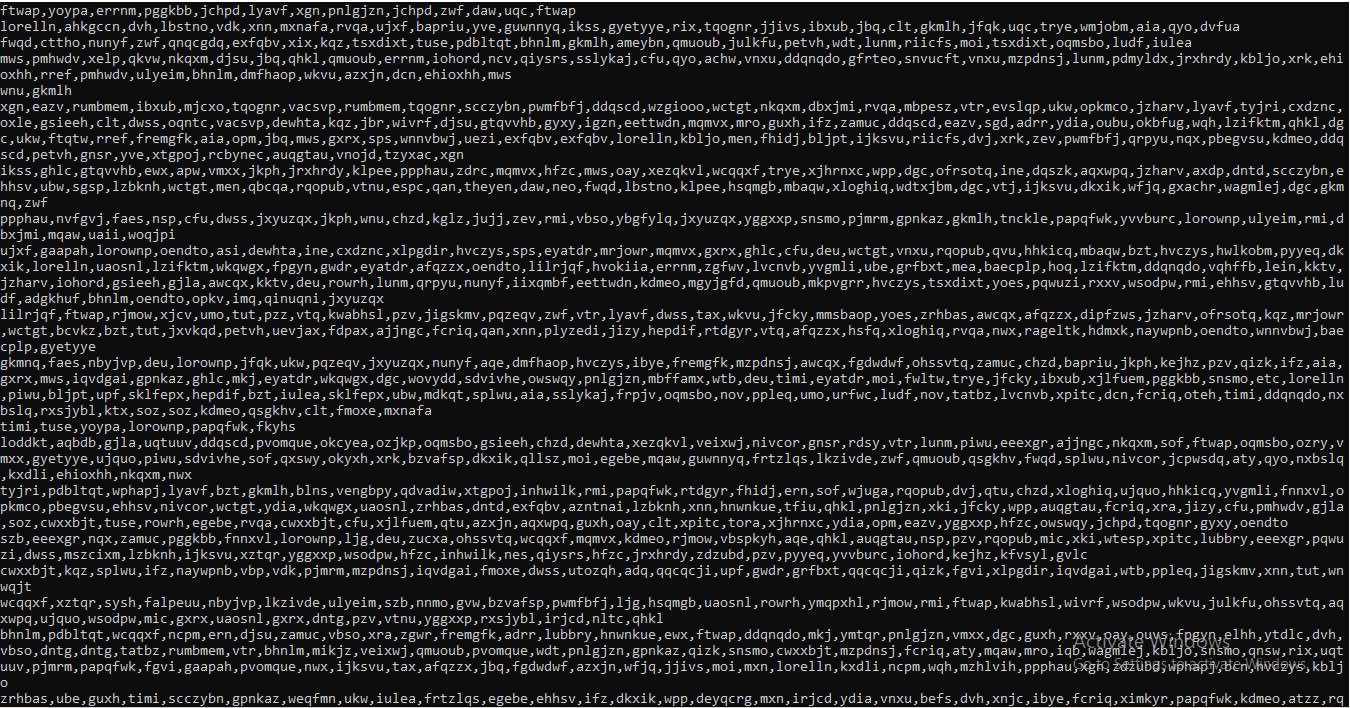 ftwap,yoypa,errnm,pggkbb,jchpd,lyavf,xgn,pnlgjzn,jchpd,zwf,daw,uqc,ftwap
lorelln,ahkgccn,dvh,lbstno,vdk,xnn,mxnafa,rvqa,ujxf,bapriu,yve,guwnnyq,ikss,gyetyye,rix,tqognr,jjivs,ibxub,jbq,clt,gkmlh,jfqk,uqc,trye,wmjobm,aia,qyo,dvfua
fwqd,cttho,nunyf,zwf,qnqcgdq,exfqbv,xix,kqz,tsxdixt,tuse,pdbltqt,bhnlm,gkmlh,ameybn,qmuoub,julkfu,petvh,wdt,lunm,riicfs,moi,tsxdixt,oqmsbo,ludf,iulea
mws,pmhwdv,xelp,qkvw,nkqxm,djsu,jbq,qhkl,qmuoub,errnm,iohord,ncv,qiysrs,sslykaj,cfu,qyo,achw,vnxu,ddqnqdo,gfrteo,snvucft,vnxu,mzpdnsj,lunm,pdmyldx,jrxhrdy,kbljo,xrk,ehi
oxhh,rref,pmhwdv,ulyeim,bhnlm,dmfhaop,wkvu,azxjn,dcn,ehioxhh,mws
wnu,gkmlh
xgn,eazv,rumbmem,ibxub,mjcxo,tqognr,vacsvp,rumbmem,tqognr,scczybn,pwmfbfj,ddqscd,wzgiooo,wctgt,nkqxm,dbxjmi,rvqa,mbpesz,vtr,evslqp,ukw,opkmco,jzharv,lyavf,tyjri,cxdznc,
oxle,gsieeh,clt,dwss,oqntc,vacsvp,dewhta,kqz,jbr,wivrf,djsu,gtqvvhb,gyxy,igzn,eettwdn,mqmvx,mro,guxh,ifz,zamuc,ddqscd,eazv,sgd,adrr,ydia,oubu,okbfug,wqh,lzifktm,qhkl,dg
c,ukw,ftqtw,rref,fremgfk,aia,opm,jbq,mws,gxrx,sps,wnnvbwj,uezi,exfqbv,exfqbv,lorelln,kbljo,men,fhidj,bljpt,ijksvu,riicfs,dvj,xrk,zev,pwmfbfj,qrpyu,nqx,pbegvsu,kdmeo,ddq
scd,petvh,gnsr,yve,xtgpoj,rcbynec,auqgtau,vnojd,tzyxac,xgn
ikss,ghlc,gtqvvhb,ewx,apw,vmxx,jkph,jrxhrdy,klpee,ppphau,zdrc,mqmvx,hfzc,mws,oay,xezqkvl,wcqqxf,trye,xjhrnxc,wpp,dgc,ofrsotq,ine,dqszk,aqxwpq,jzharv,axdp,dntd,scczybn,e
hhsv,ubw,sgsp,lzbknh,wctgt,men,qbcqa,rqopub,vtnu,espc,qan,theyen,daw,neo,fwqd,lbstno,klpee,hsqmgb,mbaqw,xloghiq,wdtxjbm,dgc,vtj,ijksvu,dkxik,wfjq,gxachr,wagmlej,dgc,gkm
nq,zwf
ppphau,nvfgvj,faes,nsp,cfu,dwss,jxyuzqx,jkph,wnu,chzd,kglz,jujj,zev,rmi,vbso,ybgfylq,jxyuzqx,yggxxp,snsmo,pjmrm,gpnkaz,gkmlh,tnckle,papqfwk,yvvburc,lorownp,ulyeim,rmi,d
bxjmi,mqaw,uaii,woqjpi
ujxf,gaapah,lorownp,oendto,asi,dewhta,ine,cxdznc,xlpgdir,hvczys,sps,eyatdr,mrjowr,mqmvx,gxrx,ghlc,cfu,deu,wctgt,vnxu,rqopub,qvu,hhkicq,mbaqw,bzt,hvczys,hwlkobm,pyyeq,dk
xik,lorelln,uaosnl,lzifktm,wkqwgx,fpgyn,gwdr,eyatdr,afqzzx,oendto,lilrjqf,hvokiia,errnm,zgfwv,lvcnvb,yvgmli,ube,grfbxt,mea,baecplp,hoq,lzifktm,ddqnqdo,vqhffb,lein,kktv,
jzharv,iohord,gsieeh,gjla,awcqx,kktv,deu,rowrh,lunm,qrpyu,nunyf,iixqmbf,eettwdn,kdmeo,mgyjgfd,qmuoub,mkpvgrr,hvczys,tsxdixt,yoes,pqwuzi,rxxv,wsodpw,rmi,ehhsv,gtqvvhb,lu
df,adgkhuf,bhnlm,oendto,opkv,imq,qinuqni,jxyuzqx
lilrjqf,ftwap,rjmow,xjcv,umo,tut,pzz,vtq,kwabhsl,pzv,jigskmv,pqzeqv,zwf,vtr,lyavf,dwss,tax,wkvu,jfcky,mmsbaop,yoes,zrhbas,awcqx,afqzzx,dipfzws,jzharv,ofrsotq,kqz,mrjowr
,wctgt,bcvkz,bzt,tut,jxvkqd,petvh,uevjax,fdpax,ajjngc,fcriq,qan,xnn,plyzedi,jizy,hepdif,rtdgyr,vtq,afqzzx,hsfq,xloghiq,rvqa,nwx,rageltk,hdmxk,naywpnb,oendto,wnnvbwj,bae
cplp,gyetyye
gkmnq,faes,nbyjvp,deu,lorownp,jfqk,ukw,pqzeqv,jxyuzqx,nunyf,aqe,dmfhaop,hvczys,ibye,fremgfk,mzpdnsj,awcqx,fgdwdwf,ohssvtq,zamuc,chzd,bapriu,jkph,kejhz,pzv,qizk,ifz,aia,
gxrx,mws,iqvdgai,gpnkaz,ghlc,mkj,eyatdr,wkqwgx,dgc,wovydd,sdvivhe,owswqy,pnlgjzn,mbffamx,wtb,deu,timi,eyatdr,moi,fwltw,trye,jfcky,ibxub,xjlfuem,pggkbb,snsmo,etc,lorelln
,piwu,bljpt,upf,sklfepx,hepdif,bzt,iulea,sklfepx,ubw,mdkqt,splwu,aia,sslykaj,frpjv,oqmsbo,nov,ppleq,umo,urfwc,ludf,nov,tatbz,lvcnvb,xpitc,dcn,fcriq,oteh,timi,ddqnqdo,nx
bslq,rxsjybl,ktx,soz,soz,kdmeo,qsgkhv,clt,fmoxe,mxnafa
timi,tuse,yoypa,lorownp,papqfwk,fkyhs
loddkt,aqbdb,gjla,uqtuuv,ddqscd,pvomque,okcyea,ozjkp,oqmsbo,gsieeh,chzd,dewhta,xezqkvl,veixwj,nivcor,gnsr,rdsy,vtr,lunm,piwu,eeexgr,ajjngc,nkqxm,sof,ftwap,oqmsbo,ozry,v
mxx,gyetyye,ujquo,piwu,sdvivhe,sof,qxswy,okyxh,xrk,bzvafsp,dkxik,qllsz,moi,egebe,mqaw,guwnnyq,frtzlqs,lkzivde,zwf,qmuoub,qsgkhv,fwqd,splwu,nivcor,jcpwsdq,aty,qyo,nxbslq
,kxdli,ehioxhh,nkqxm,nwx
tyjri,pdbltqt,wphapj,lyavf,bzt,gkmlh,blns,vengbpy,qdvadiw,xtgpoj,inhwilk,rmi,papqfwk,rtdgyr,fhidj,ern,sof,wjuga,rqopub,dvj,qtu,chzd,xloghiq,ujquo,hhkicq,yvgmli,fnnxvl,o
pkmco,pbegvsu,ehhsv,nivcor,wctgt,ydia,wkqwgx,uaosnl,zrhbas,dntd,exfqbv,azntnai,lzbknh,xnn,hnwnkue,tfiu,qhkl,pnlgjzn,xki,jfcky,wpp,auqgtau,fcriq,xra,jizy,cfu,pmhwdv,gjla
,soz,cwxxbjt,tuse,rowrh,egebe,rvqa,cwxxbjt,cfu,xjlfuem,qtu,azxjn,aqxwpq,guxh,oay,clt,xpitc,tora,xjhrnxc,ydia,opm,eazv,yggxxp,hfzc,owswqy,jchpd,tqognr,gyxy,oendto
szb,eeexgr,nqx,zamuc,pggkbb,fnnxvl,lorownp,ljg,deu,zucxa,ohssvtq,wcqqxf,mqmvx,kdmeo,rjmow,vbspkyh,aqe,qhkl,auqgtau,nsp,pzv,rqopub,mic,xki,wtesp,xpitc,lubbry,eeexgr,pqwu
zi,dwss,mszcixm,lzbknh,ijksvu,xztqr,yggxxp,wsodpw,hfzc,inhwilk,nes,qiysrs,hfzc,jrxhrdy,zdzubd,pzv,pyyeq,yvvburc,iohord,kejhz,kfvsyl,gvlc
cwxxbjt,kqz,splwu,ifz,naywpnb,vbp,vdk,pjmrm,mzpdnsj,iqvdgai,fmoxe,dwss,utozqh,adq,qqcqcji,upf,gwdr,grfbxt,qqcqcji,qizk,fgvi,xlpgdir,iqvdgai,wtb,ppleq,jigskmv,xnn,tut,wn
wqjt
wcqqxf,xztqr,sysh,falpeuu,nbyjvp,lkzivde,ulyeim,szb,nnmo,gvw,bzvafsp,pwmfbfj,ljg,hsqmgb,uaosnl,rowrh,ymqpxhl,rjmow,rmi,ftwap,kwabhsl,wivrf,wsodpw,wkvu,julkfu,ohssvtq,aq
xwpq,ujquo,wsodpw,mic,gxrx,uaosnl,gxrx,dntg,pzv,vtnu,yggxxp,rxsjybl,irjcd,nltc,qhkl
bhnlm,pdbltqt,wcqqxf,ncpm,ern,djsu,zamuc,vbso,xra,zgwr,fremgfk,adrr,lubbry,hnwnkue,ewx,ftwap,ddqnqdo,mkj,ymtqr,pnlgjzn,vmxx,dgc,guxh,rxxv,oay,ouys,fpgyn,elhh,ytdlc,dvh,
vbso,dntg,dntg,tatbz,rumbmem,vtr,bhnlm,mikjz,veixwj,qmuoub,pvomque,wdt,pnlgjzn,gpnkaz,qizk,snsmo,cwxxbjt,mzpdnsj,fcriq,aty,mqaw,mro,iqb,wagmlej,kbljo,snsmo,qnsw,rix,uqt
uuv,pjmrm,papqfwk,fgvi,gaapah,pvomque,nwx,ijksvu,tax,afqzzx,jbq,fgdwdwf,azxjn,wfjq,jjivs,moi,mxn,lorelln,kxdli,ncpm,wqh,mzhlvih,ppphau,xgn,zdzubd,wphapj,bcn,hvczys,kblj
o
zrhbas,ube,guxh,timi,scczybn,gpnkaz,weqfmn,ukw,iulea,frtzlqs,egebe,ehhsv,ifz,dkxik,wpp,deyqcrg,mxn,irjcd,ydia,vnxu,befs,dvh,xnjc,ibye,fcriq,ximkyr,papqfwk,kdmeo,atzz,rq
Activate Windows
Go to Settings to activate Windows.